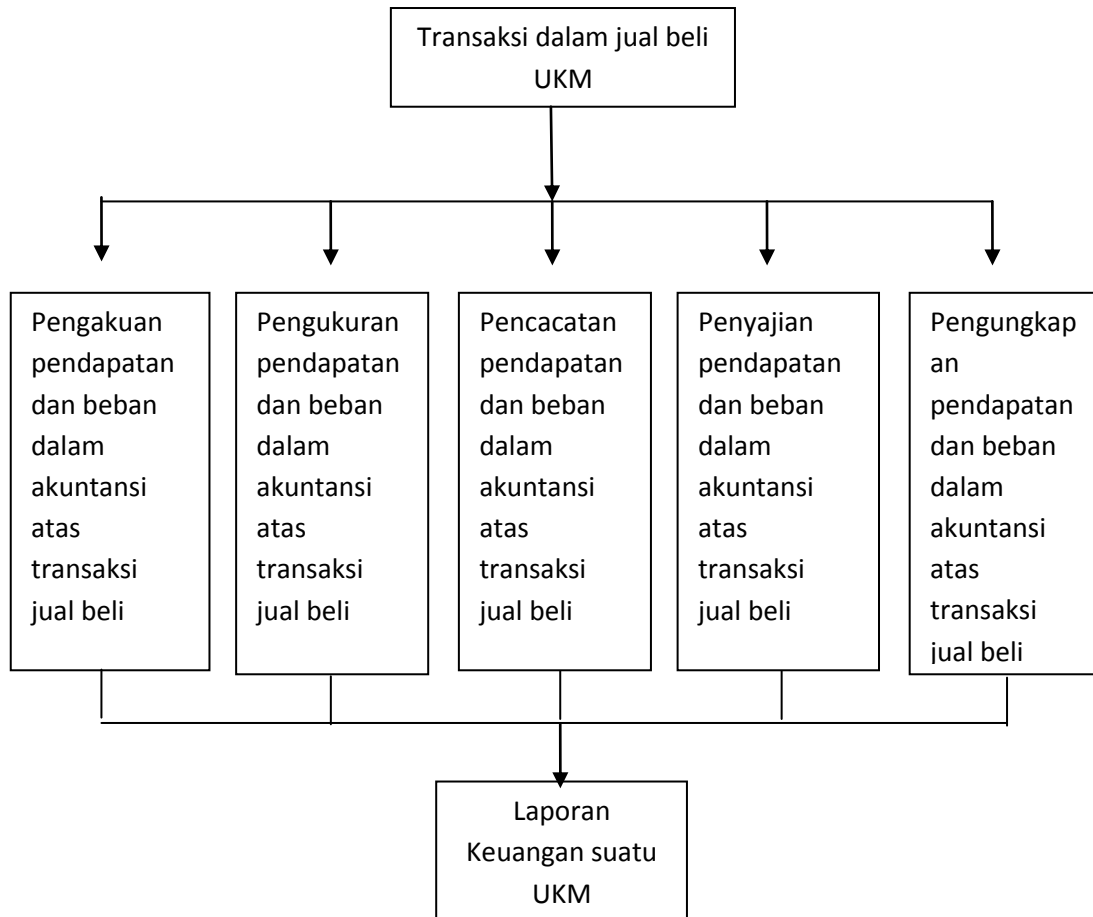 Transaksi dalam jual beli
UKM
Pengakuan
pendapatan
dan beban
dalam
akuntansi
atas
transaksi
jual beli
Pengukuran
pendapatan
dan beban
dalam
akuntansi
atas
transaksi
jual beli
Pencacatan
pendapatan
dan beban
dalam
akuntansi
atas
transaksi
jual beli
Penyajian
pendapatan
dan beban
dalam
akuntansi
atas
transaksi
jual beli
Pengungkap
an
pendapatan
dan beban
dalam
akuntansi
atas
transaksi
jual beli
Laporan
Keuangan suatu
UKM